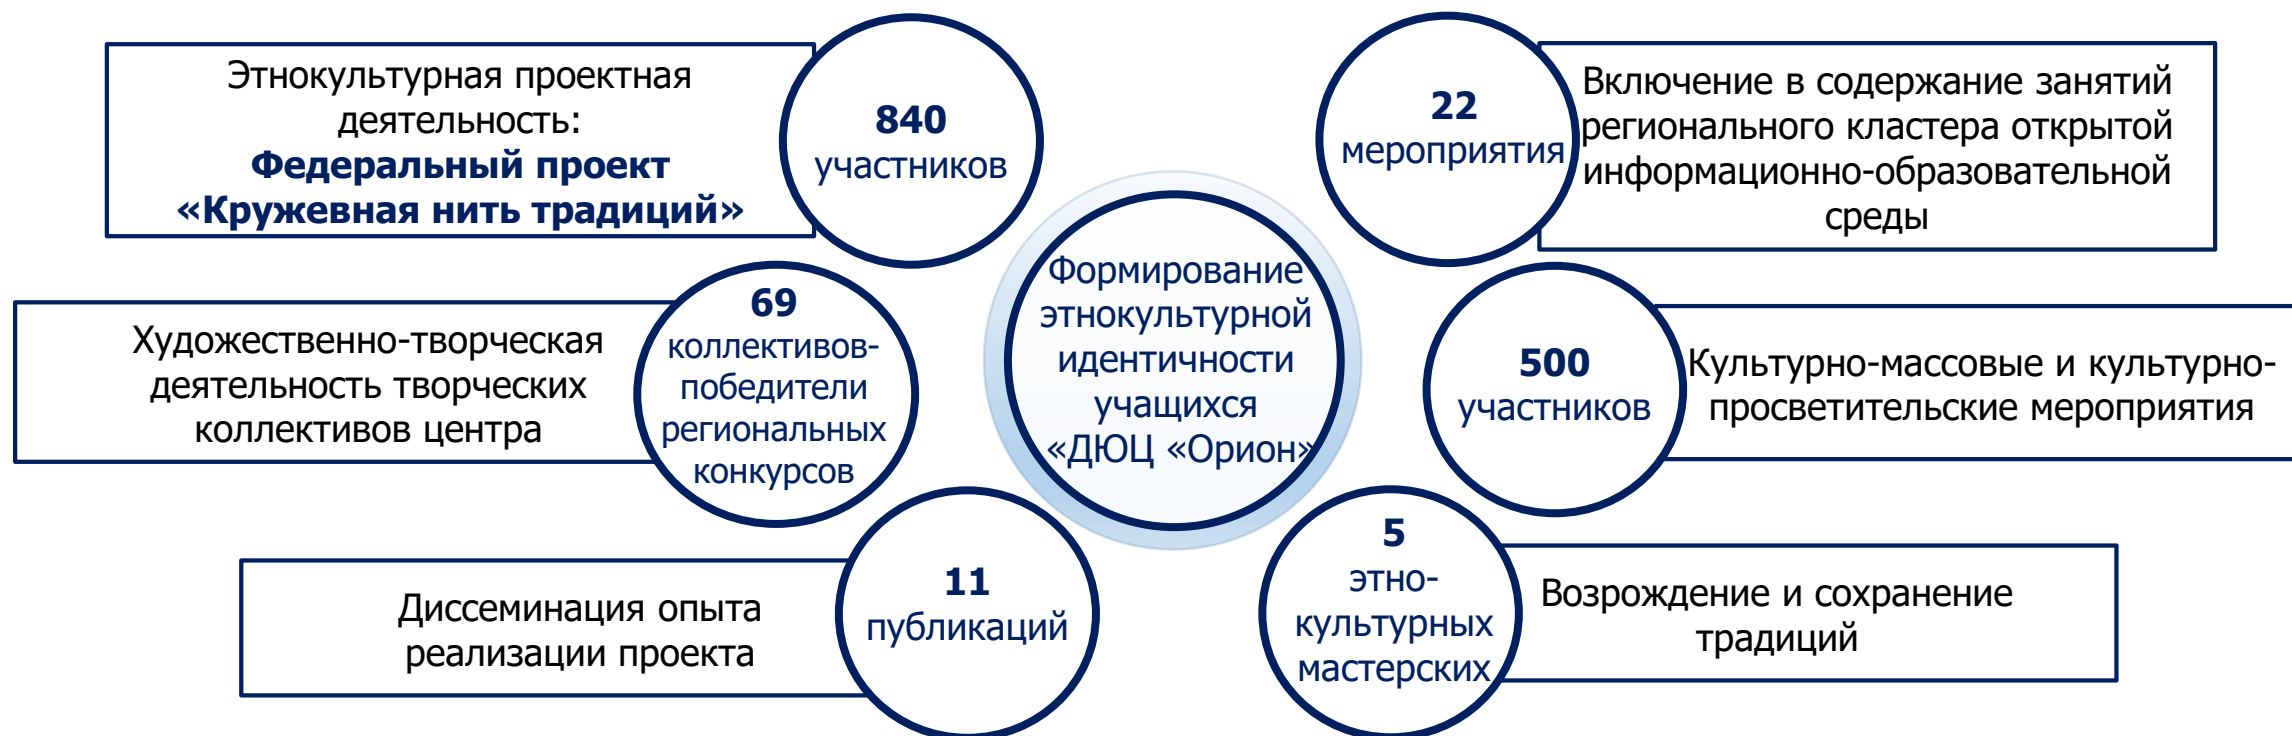 Этнокультурная проектная
деятельность:
Федеральный проект
«Кружевная нить традиций»
840
участников
22
мероприятия
Включение в содержание занятий
регионального кластера открытой
информационно-образовательной
среды
Художественно-творческая
деятельность творческих
коллективов центра
69
коллективов-
победители
региональных
конкурсов
Формирование
этнокультурной
идентичности
учащихся
«ДЮЦ «Орион»
500
участников
Культурно-массовые и культурно-
просветительские мероприятия
Диссеминация опыта
реализации проекта
11
публикаций
5
этно-
культурных
мастерских
Возрождение и сохранение
традиций